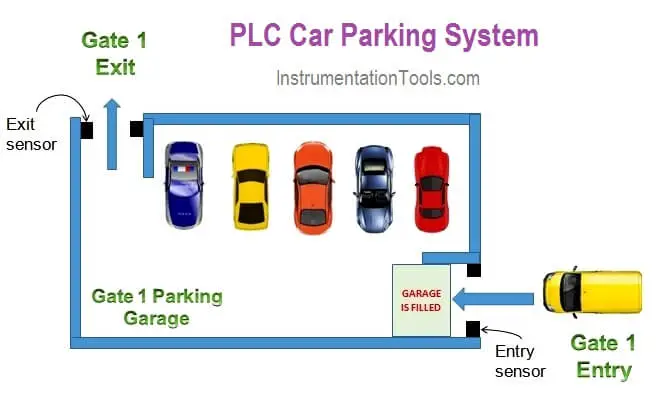 PLC Car Parking System
InstrumentationTools.com
Gate 1
Exit
Exit
sensor
Gate 1 Parking
Garage
GARAGE
IS FILLED
Entry
sensor
Gate 1
Entry